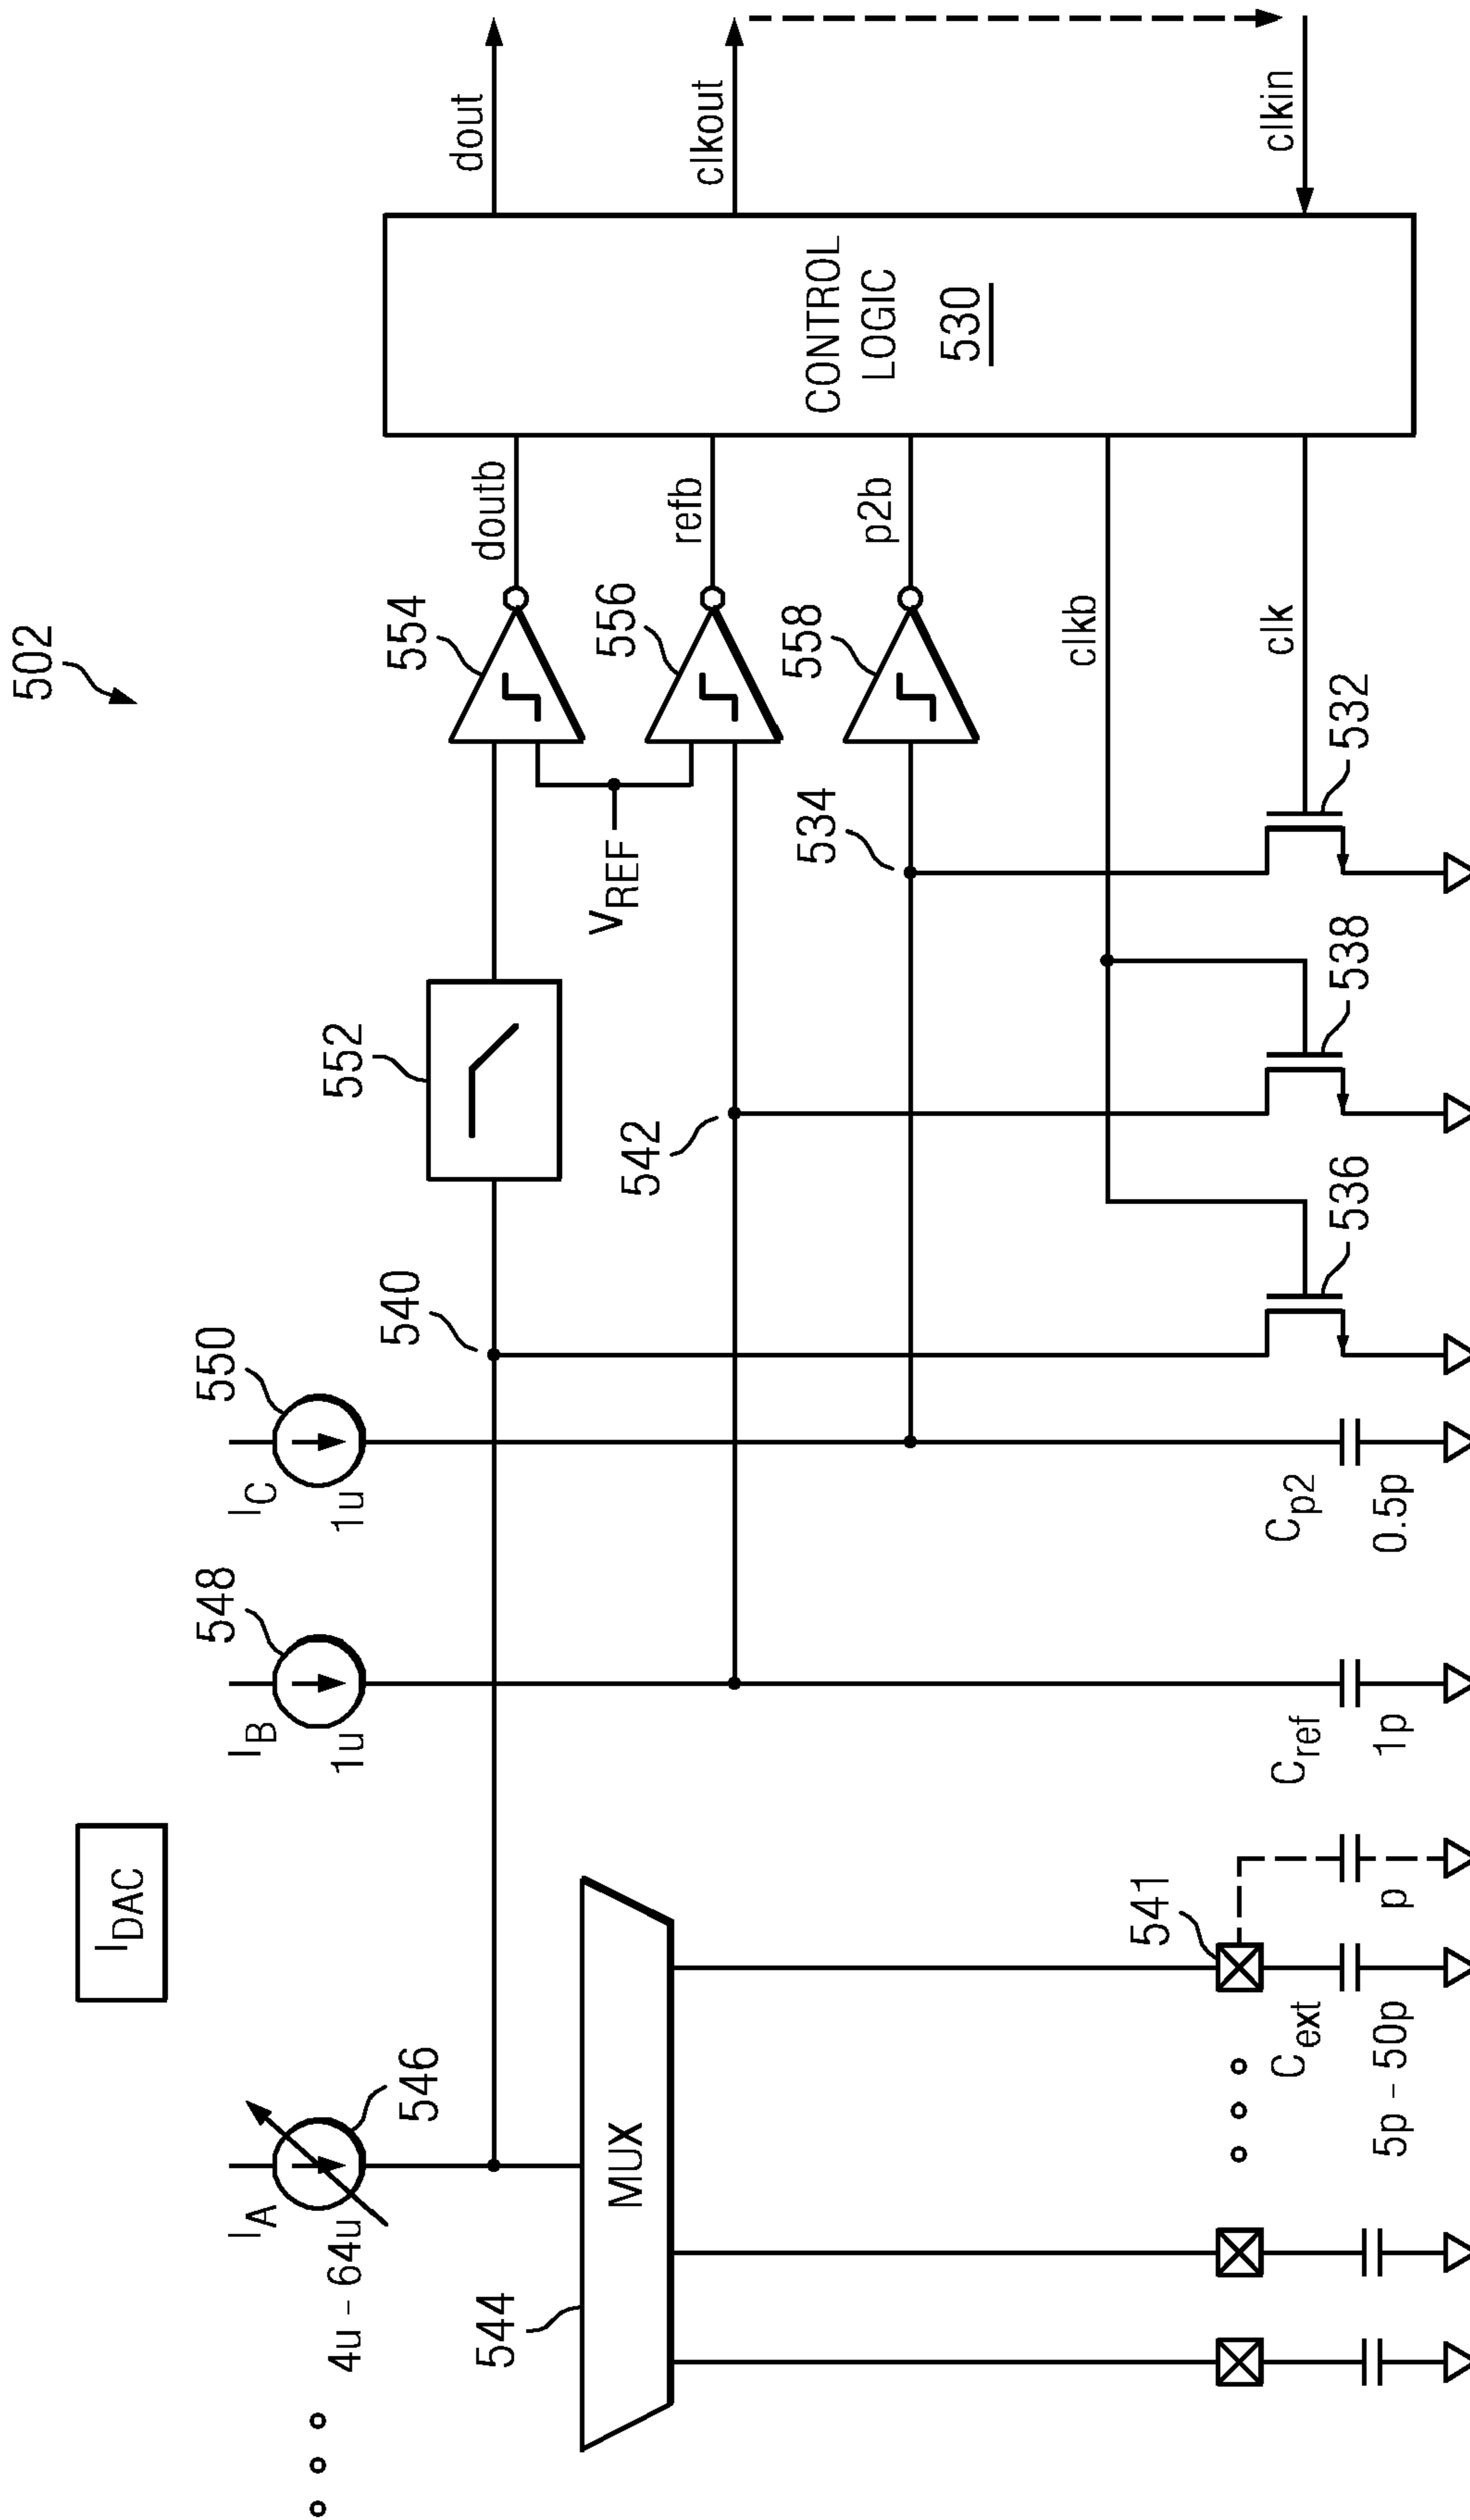 502
I_DAC
I_A
4u - 64u
546
I_B
1u
548
I_C
1u
550
544
MUX
540
552
554
doutb
dout
542
V_REF
556
refb
clkout
534
558
p2b
CONTROL
LOGIC
530
clkb
clk
clkin
541
536
538
532
C_ext
5p - 50p
p
C_ref
1p
C_p2
0.5p